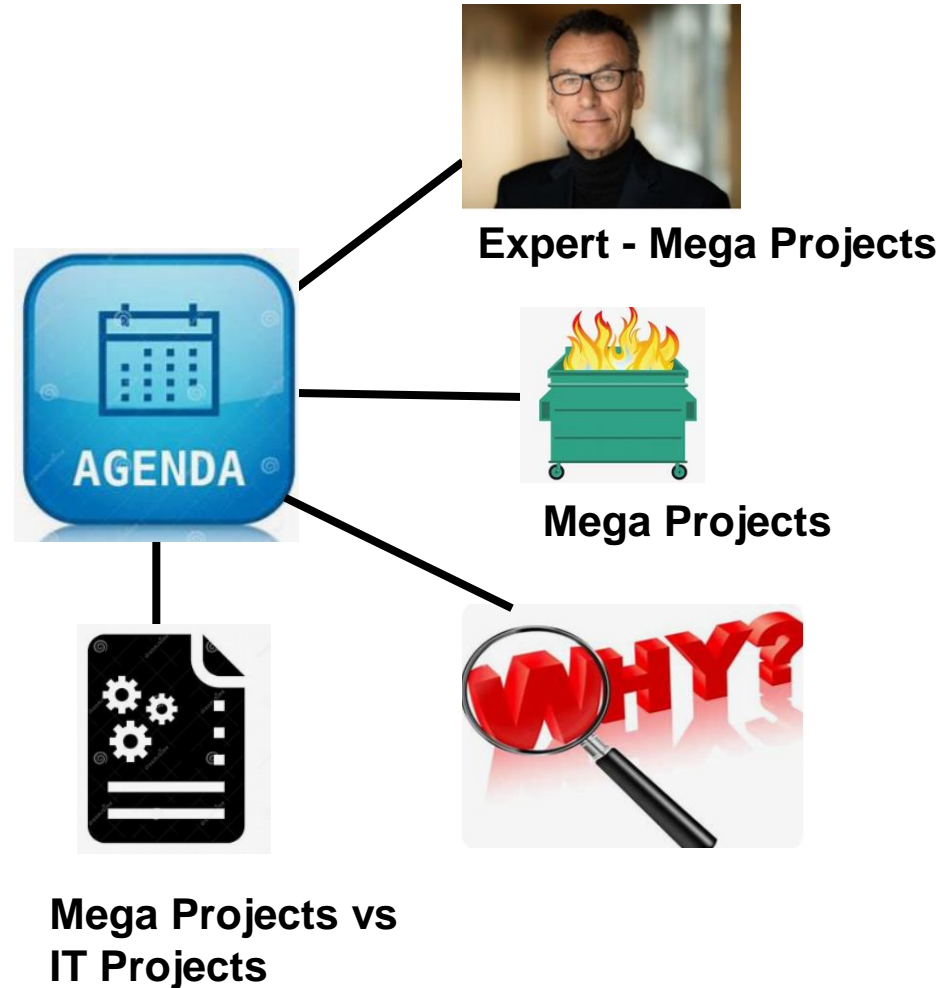 Expert - Mega Projects
AGENDA
Mega Projects
WHY?
Mega Projects vs
IT Projects